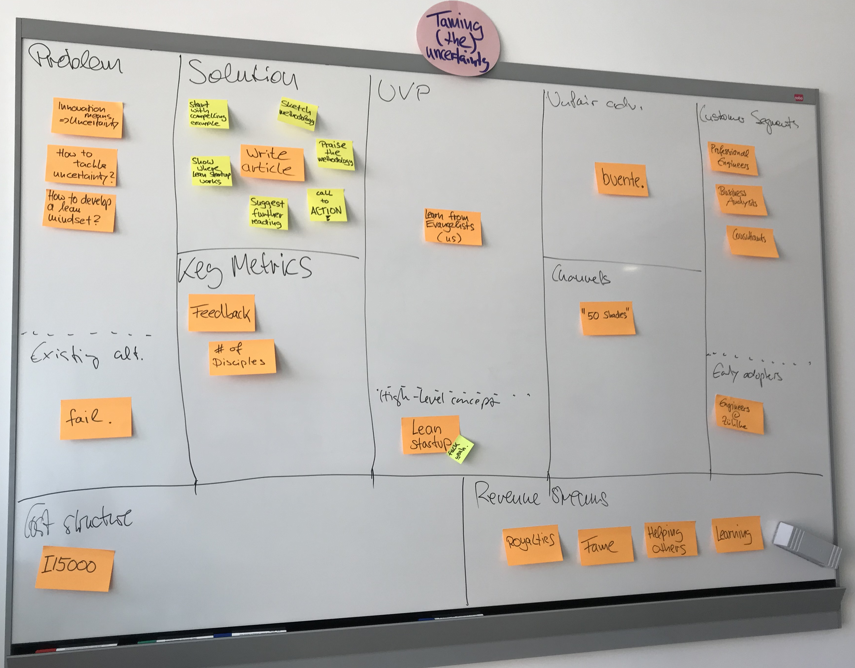 Taming
(the)
uncertainty
Problem
Innovation
means
=> Uncertainty
How to
tackle
uncertainty?
How to develop
a lean
mindset?
Existing alt.
fail.
Solution
Start
with
compelling
example
Sketch
methodology
Show
where
lean startup
works
Write
article
Praise
the
methodology
Suggest
further
reading
call
to
ACTION
Key Metrics
Feedback
# of
Disciples
UVP
Learn from
Evangelists
(us)
High-Level concept
Lean
Startup
Unfair adv.
buente.
Channels
"50 Shades"
Customer Segments
Professional
Engineers
Business
Analysts
Consultants
Early adopters
Engineers
@
Cost structure
I15000
Revenue Streams
Royalties
Fame
Helping
others
Learning